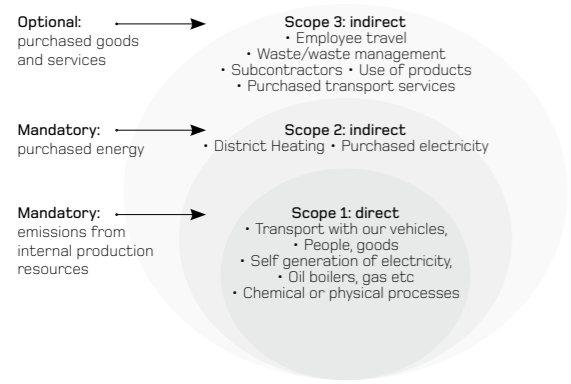 Optional:
purchased goods
and services
Scope 3: indirect
• Employee travel
• Waste/waste management
• Subcontractors • Use of products
• Purchased transport services
Mandatory:
purchased energy
Scope 2: indirect
• District Heating • Purchased electricity
Mandatory:
emissions from
internal production
resources
Scope 1: direct
• Transport with our vehicles,
• People, goods
• Self generation of electricity,
• Oil boilers, gas etc
• Chemical or physical processes